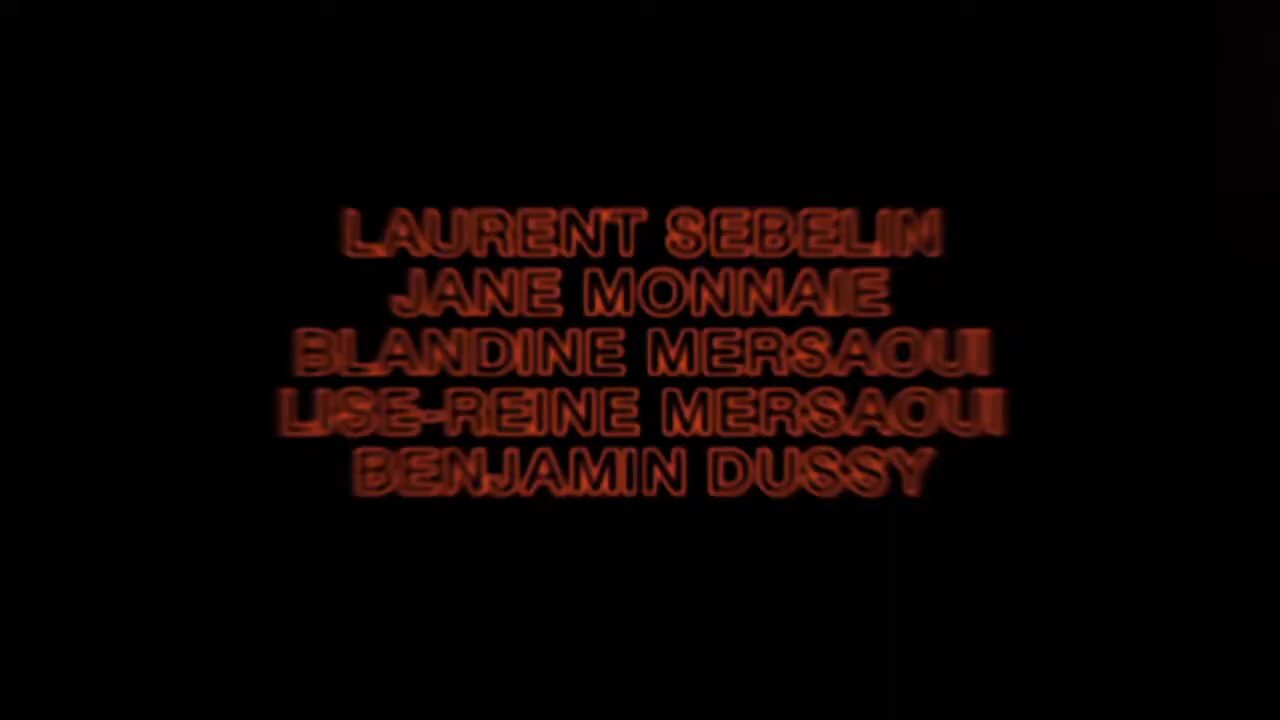 LAURENT SEBELIN
JANE MONNAIE
BLANDINE MERSAOUI
LISE-REINE MERSAOUI
BENJAMIN DUSSY